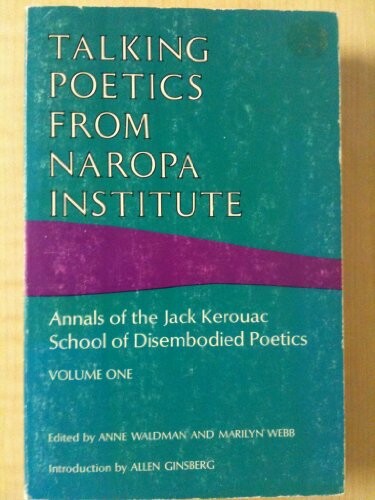 TALKING
POETICS
FROM
NAROPA
INSTITUTE
Annals of the Jack Kerouac
School of Disembodied Poetics
VOLUME ONE
Edited by ANNE WALDMAN AND MARILYN WEBB
Introduction by ALLEN GINSBERG